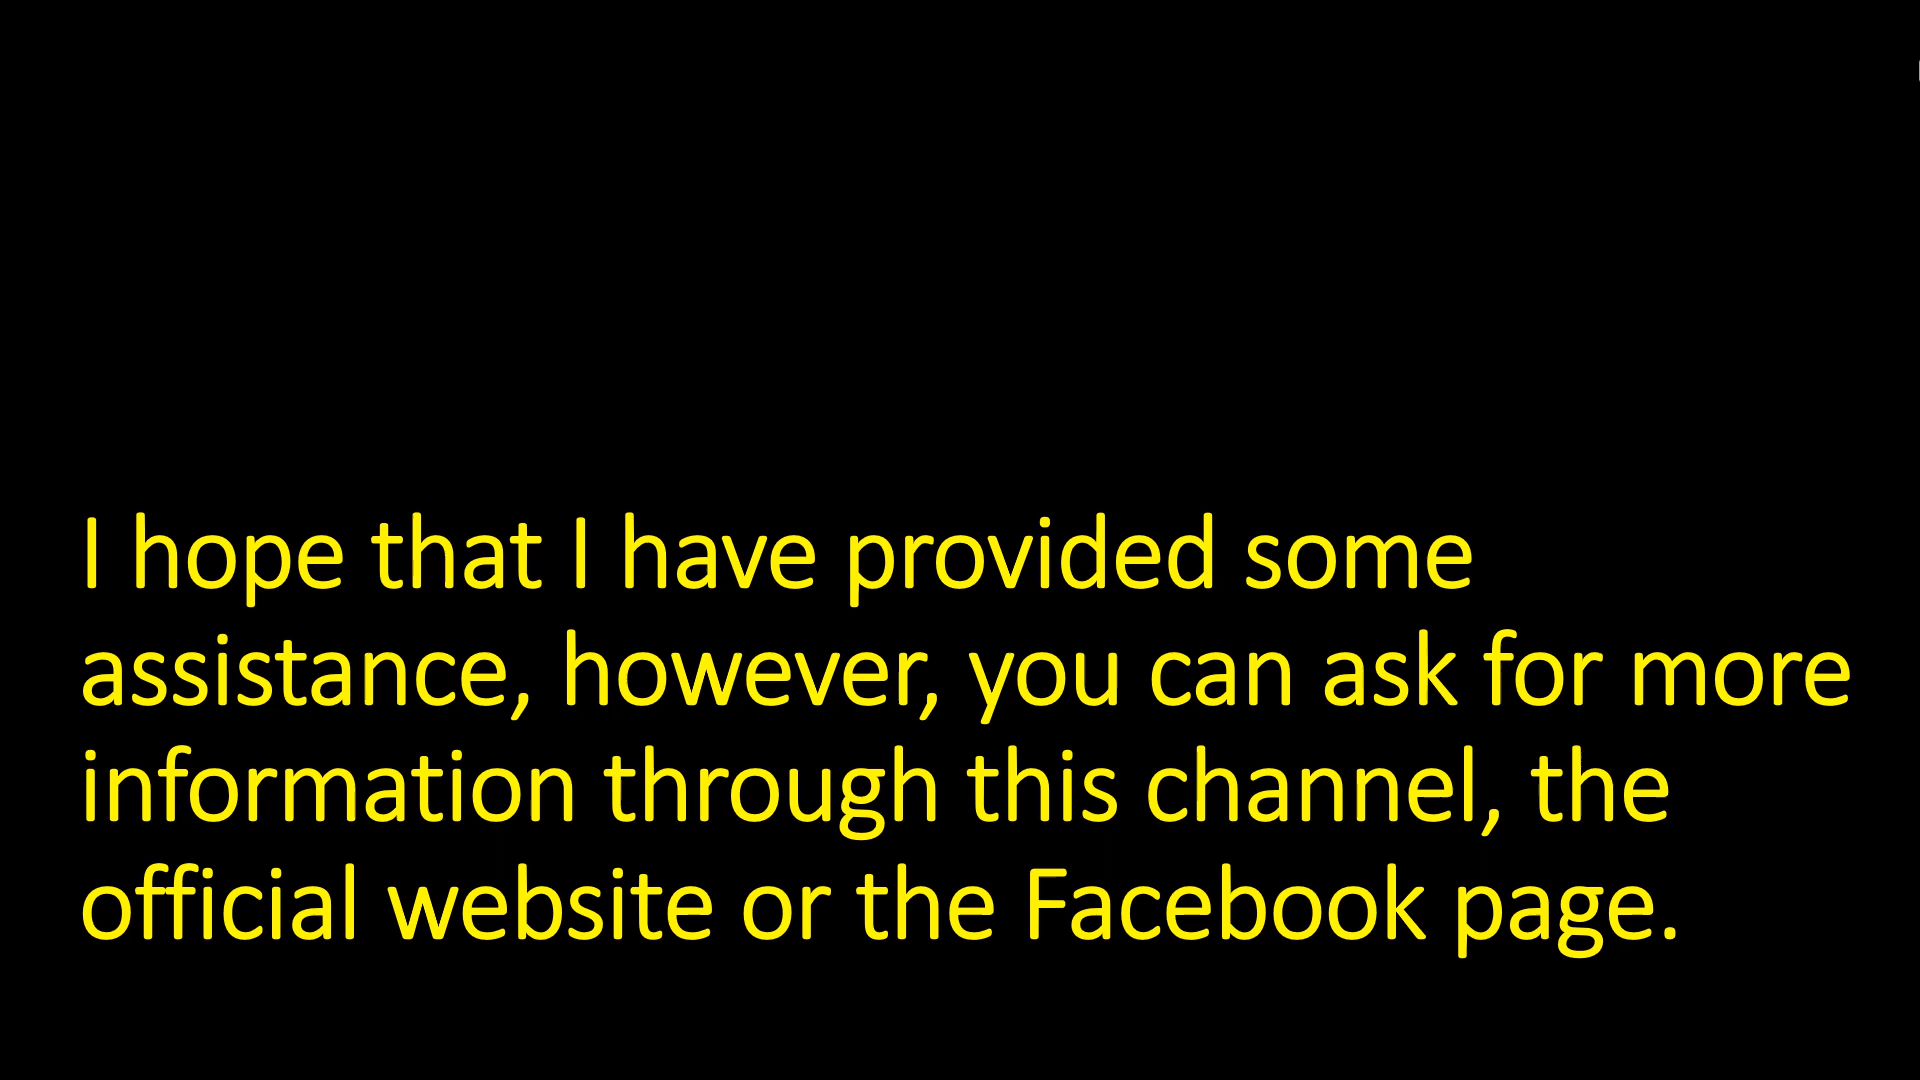 I hope that I have provided some
assistance, however, you can ask for more
information through this channel, the
official website or the Facebook page.